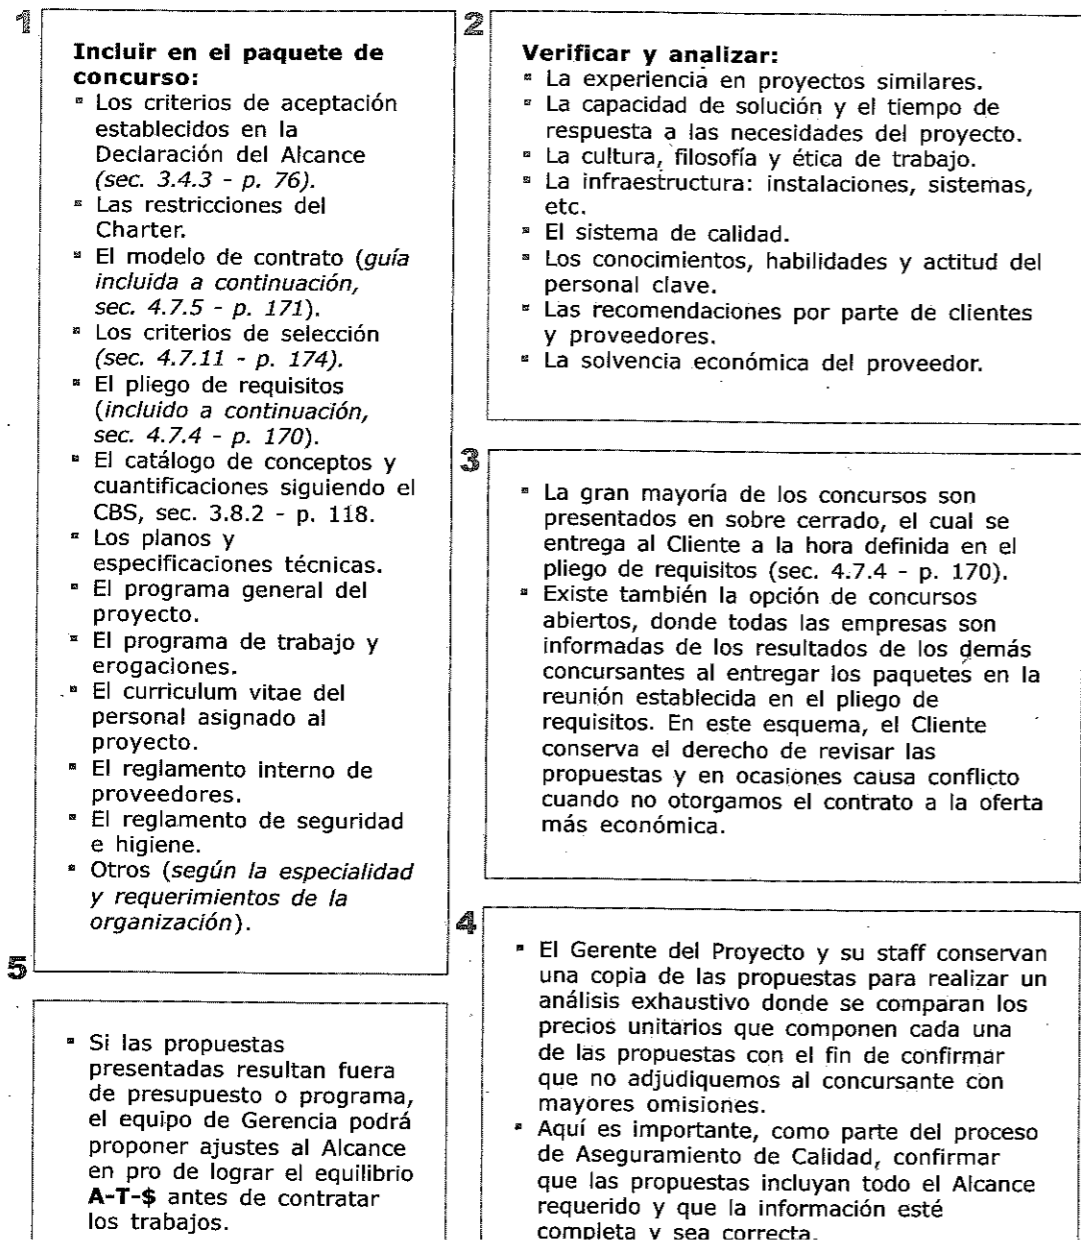 1
Incluir en el paquete de
concurso:
▪ Los criterios de aceptación
establecidos en la
Declaración del Alcance
(sec. 3.4.3 - p. 76).
▪ Las restricciones del
Charter.
▪ El modelo de contrato (guía
incluida a continuación,
sec. 4.7.5 - p. 171).
▪ Los criterios de selección
(sec. 4.7.11 - p. 174).
▪ El pliego de requisitos
(incluido a continuación,
sec. 4.7.4 - p. 170).
▪ El catálogo de conceptos y
cuantificaciones siguiendo el
CBS, sec. 3.8.2 - p. 118.
▪ Los planos y
especificaciones técnicas.
▪ El programa general del
proyecto.
▪ El programa de trabajo y
erogaciones.
▪ El curriculum vitae del
personal asignado al
proyecto.
▪ El reglamento interno de
proveedores.
▪ El reglamento de seguridad
e higiene.
▪ Otros (según la especialidad
y requerimientos de la
organización).
2
Verificar y analizar:
▪ La experiencia en proyectos similares.
▪ La capacidad de solución y el tiempo de
respuesta a las necesidades del proyecto.
▪ La cultura, filosofía y ética de trabajo.
▪ La infraestructura: instalaciones, sistemas,
etc.
▪ El sistema de calidad.
▪ Los conocimientos, habilidades y actitud del
personal clave.
▪ Las recomendaciones por parte de clientes
y proveedores.
▪ La solvencia económica del proveedor.
3
▪ La gran mayoría de los concursos son
presentados en sobre cerrado, el cual se
entrega al Cliente a la hora definida en el
pliego de requisitos (sec. 4.7.4 - p. 170).
▪ Existe también la opción de concursos
abiertos, donde todas las empresas son
informadas de los resultados de los demás
concursantes al entregar los paquetes en la
reunión establecida en el pliego de
requisitos. En este esquema, el Cliente
conserva el derecho de revisar las
propuestas y en ocasiones causa conflicto
cuando no otorgamos el contrato a la oferta
más económica.
4
▪ El Gerente del Proyecto y su staff conservan
una copia de las propuestas para realizar un
análisis exhaustivo donde se comparan los
precios unitarios que componen cada una
de las propuestas con el fin de confirmar
que no adjudiquemos al concursante con
mayores omisiones.
▪ Aquí es importante, como parte del proceso
de Aseguramiento de Calidad, confirmar
que las propuestas incluyan todo el Alcance
requerido y que la información esté
completa y sea correcta.
5
▪ Si las propuestas
presentadas resultan fuera
de presupuesto o programa,
el equipo de Gerencia podrá
proponer ajustes al Alcance
en pro de lograr el equilibrio
A-T-$ antes de contratar
los trabajos.